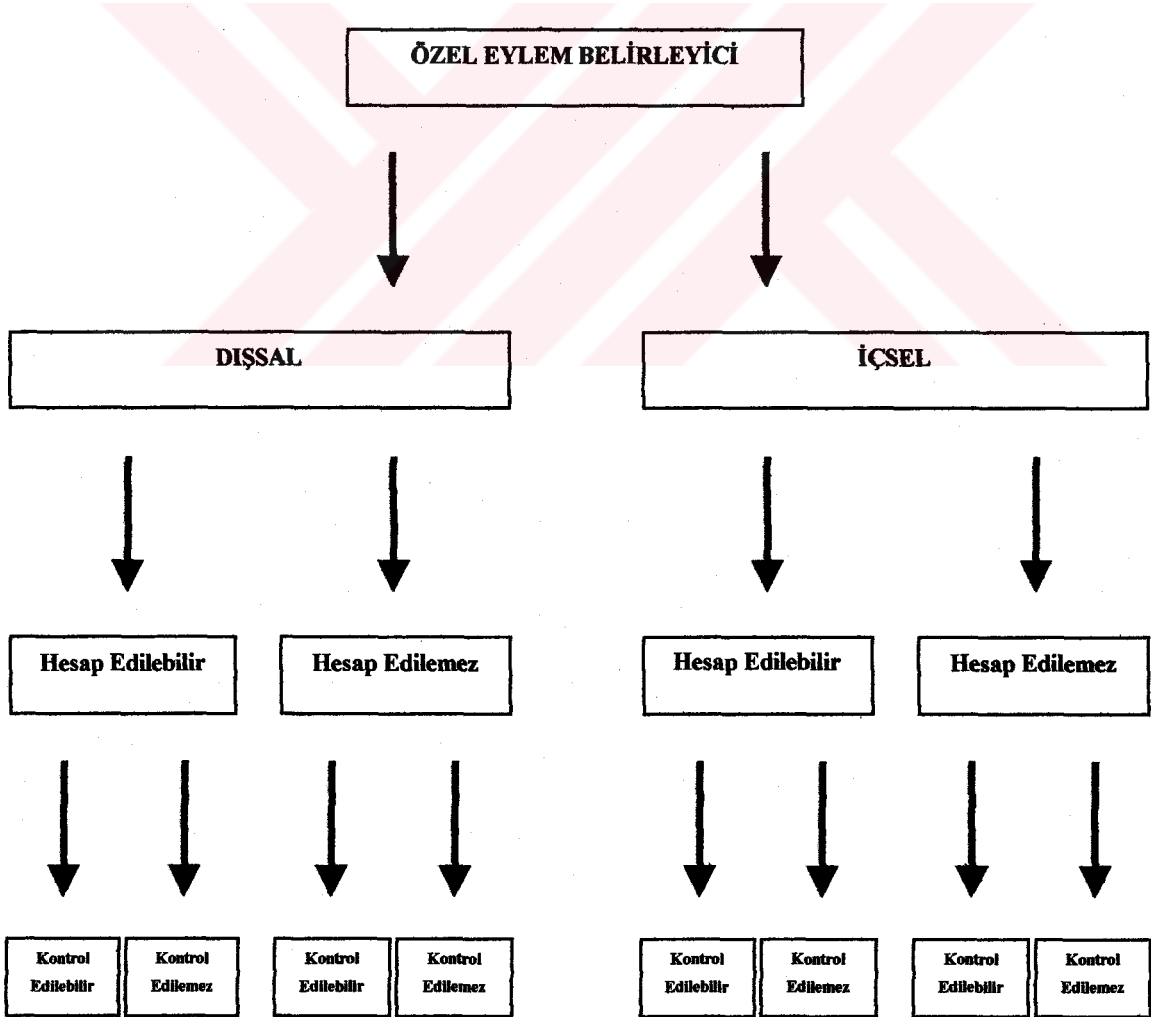 ÖZEL EYLEM BELİRLEYİCİ
DIŞSAL
İÇSEL
Hesap Edilebilir
Hesap Edilemez
Hesap Edilebilir
Hesap Edilemez
Kontrol
Edilebilir
Kontrol
Edilemez
Kontrol
Edilebilir
Kontrol
Edilemez
Kontrol
Edilebilir
Kontrol
Edilemez
Kontrol
Edilebilir
Kontrol
Edilemez